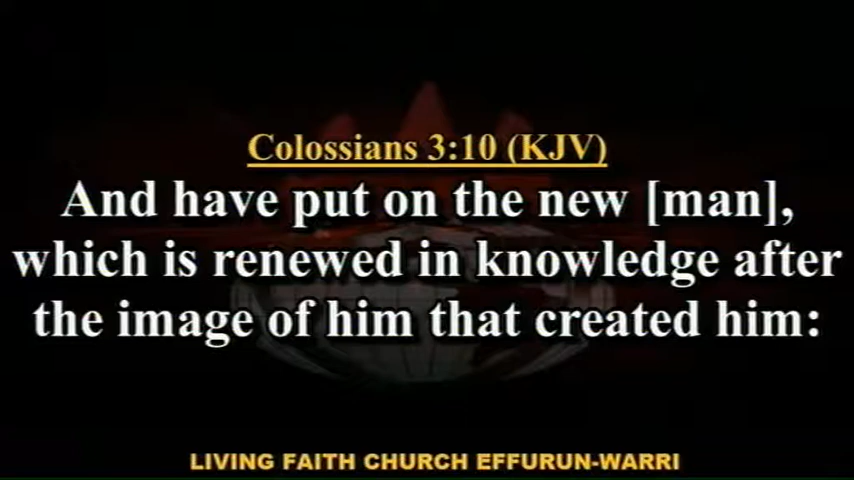 Colossians 3:10 (KJV)
And have put on the new [man],
which is renewed in knowledge after
the image of him that created him:
LIVING FAITH CHURCH EFFURUN-WARRI